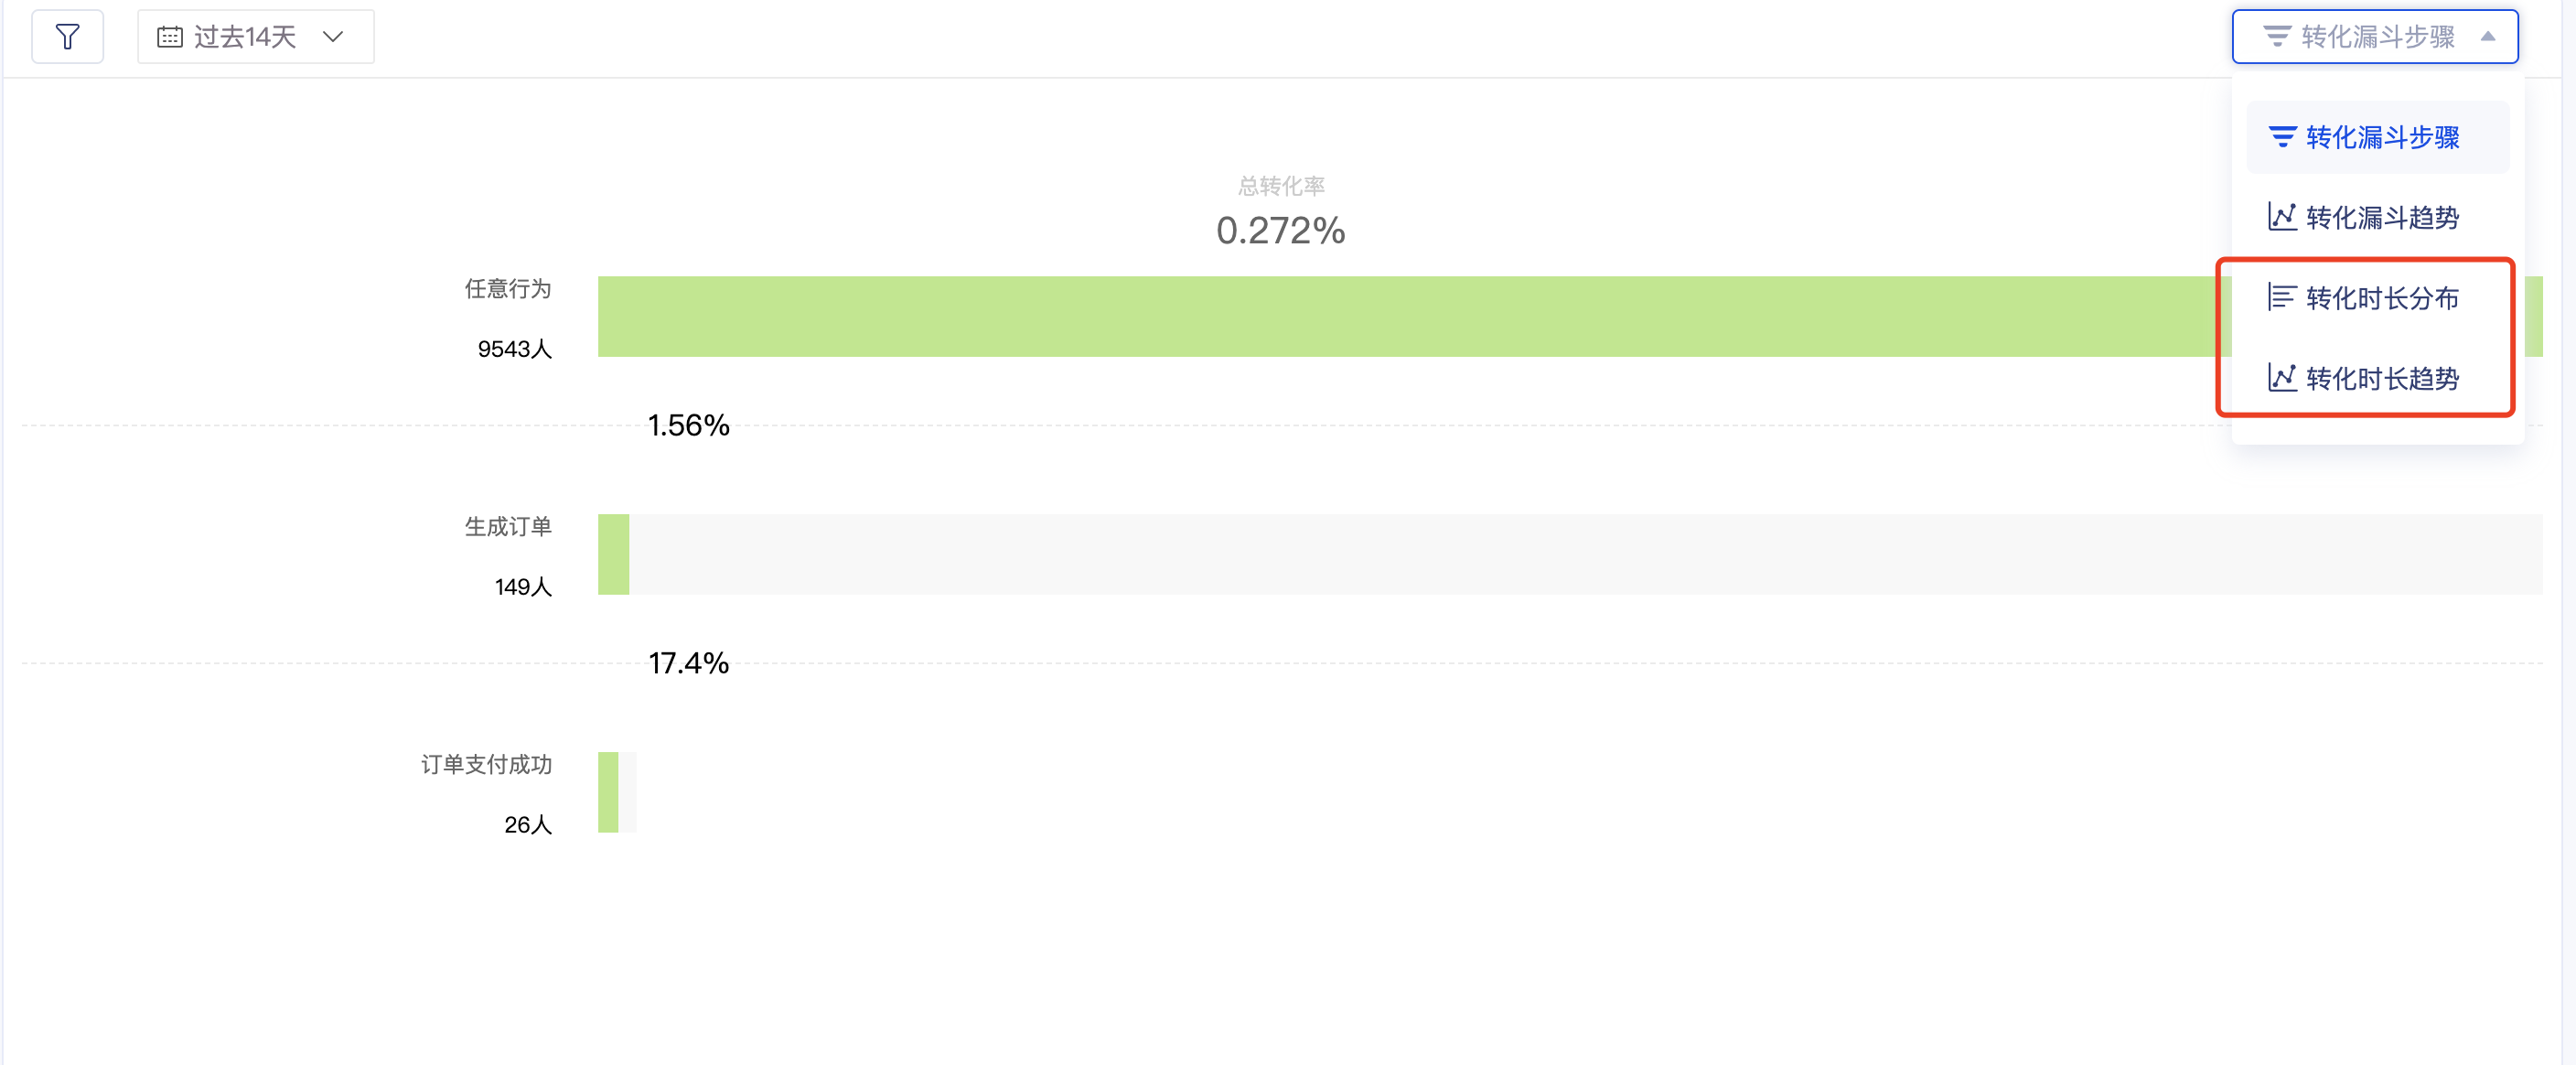 过去14天
转化漏斗步骤
转化漏斗步骤
转化漏斗趋势
转化时长分布
转化时长趋势
总转化率
0.272%
任意行为
9543人
1.56%
生成订单
149人
17.4%
订单支付成功
26人